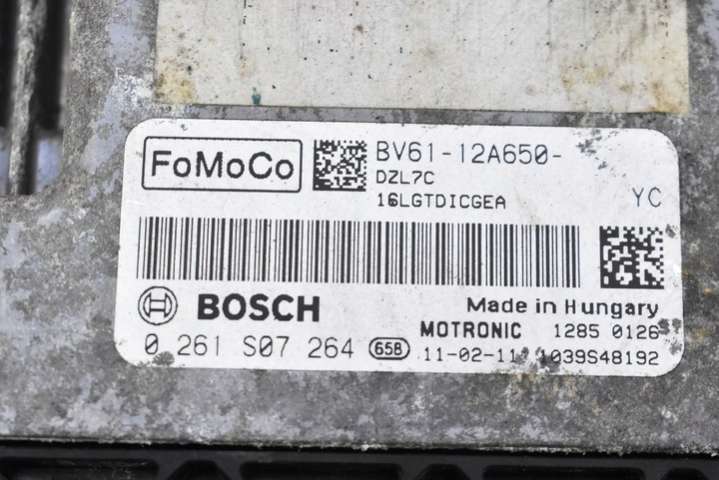 FoMoCo BV61-12A650-
DZL7C YC
16LGTDICGEA
BOSCH Made in Hungary
MOTRONIC 1285 0126
0 261 S07 264 65B 11-02-11 1039S48192